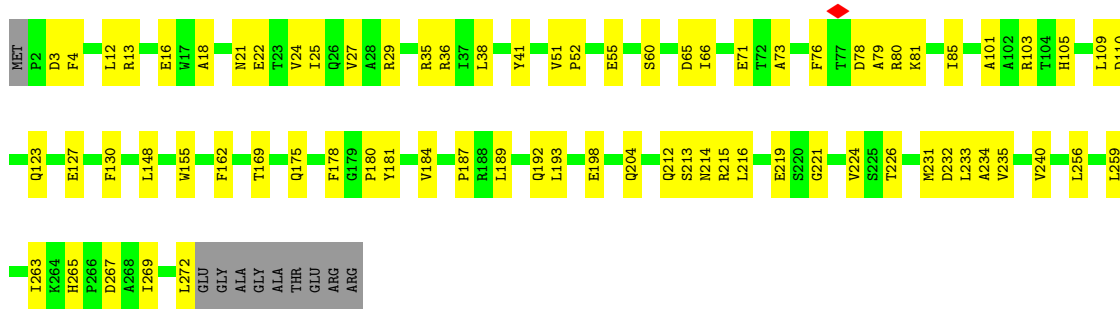 MET P2 D3 F4 L12 R13 E16 W17 A18 N21 E22 T23 V24 I25 Q26 V27 A28 R29 R35 R36 I37 L38 Y41 V51 P52 E55 S60 D65 I66 E71 T72 A73 F76 T77 D78 A79 R80 K81 I85 A101 A102 R103 T104 H105 L109 D110
Q123 E127 F130 L148 W155 F162 T169 Q175 F178 G179 P180 Y181 V184 P187 R188 L189 Q192 L193 E198 Q204 Q212 S213 N214 R215 L216 E219 S220 G221 V224 S225 T226 M231 D232 L233 A234 V235 V240 L256 L259
I263 K264 H265 P266 D267 A268 I269 L272 GLU GLY ALA GLY ALA THR GLU ARG ARG